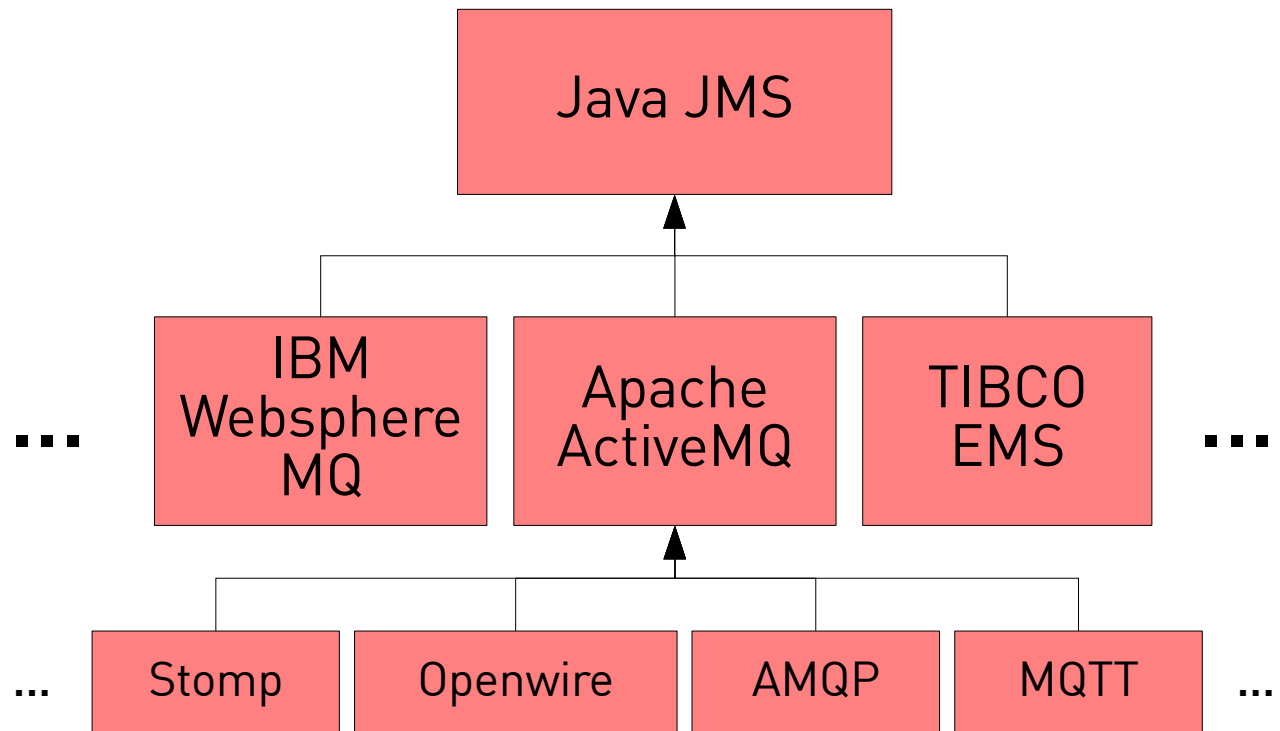 Java JMS
IBM
Websphere
MQ
Apache
ActiveMQ
TIBCO
EMS
...
...
Stomp
Openwire
AMQP
MQTT
...
...